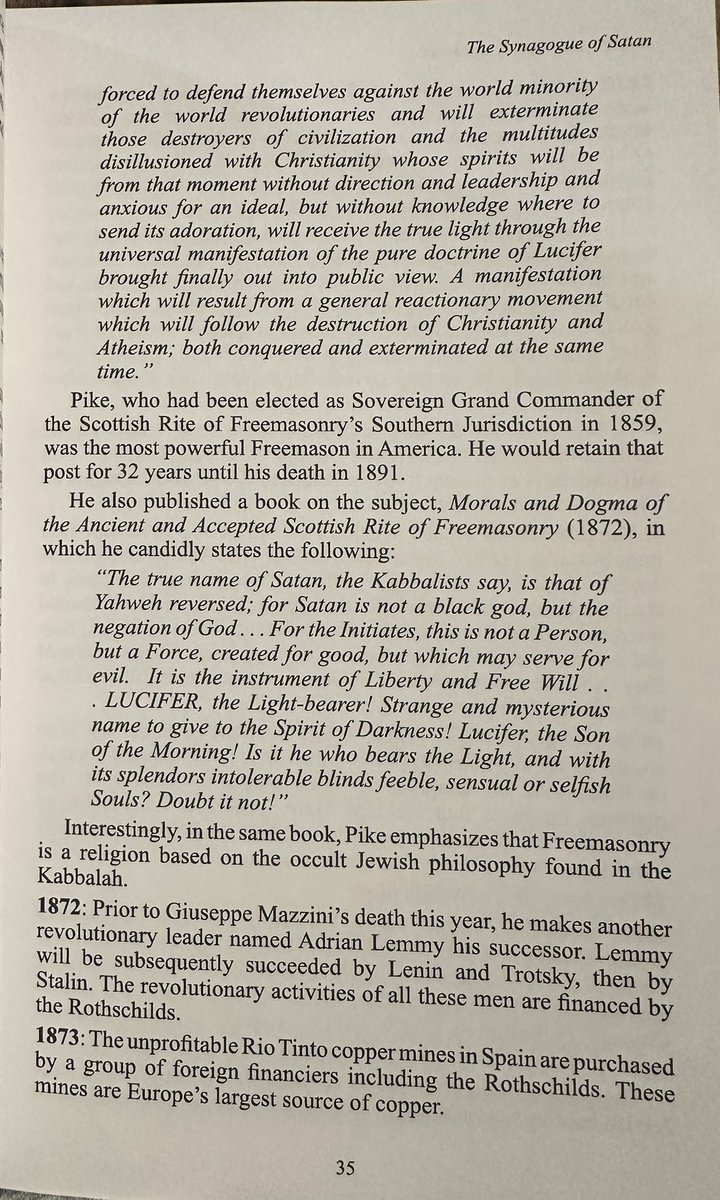 The Synagogue of Satan
forced to defend themselves against the world minority
of the world revolutionaries and will exterminate
those destroyers of civilization and the multitudes
disillusioned with Christianity whose spirits will be
from that moment without direction and leadership and
anxious for an ideal, but without knowledge where to
send its adoration, will receive the true light through the
universal manifestation of the pure doctrine of Lucifer
brought finally out into public view. A manifestation
which will result from a general reactionary movement
which will follow the destruction of Christianity and
Atheism; both conquered and exterminated at the same
time."
Pike, who had been elected as Sovereign Grand Commander of
the Scottish Rite of Freemasonry's Southern Jurisdiction in 1859,
was the most powerful Freemason in America. He would retain that
post for 32 years until his death in 1891.
He also published a book on the subject, Morals and Dogma of
the Ancient and Accepted Scottish Rite of Freemasonry (1872), in
which he candidly states the following:
"The true name of Satan, the Kabbalists say, is that of
Yahweh reversed; for Satan is not a black god, but the
negation of God . . . For the Initiates, this is not a Person,
but a Force, created for good, but which may serve for
evil. It is the instrument of Liberty and Free Will . .
. LUCIFER, the Light-bearer! Strange and mysterious
name to give to the Spirit of Darkness! Lucifer, the Son
of the Morning! Is it he who bears the Light, and with
its splendors intolerable blinds feeble, sensual or selfish
Souls? Doubt it not!"
Interestingly, in the same book, Pike emphasizes that Freemasonry
is a religion based on the occult Jewish philosophy found in the
Kabbalah.
1872: Prior to Giuseppe Mazzini's death this year, he makes another
revolutionary leader named Adrian Lemmy his successor. Lemmy
will be subsequently succeeded by Lenin and Trotsky, then by
Stalin. The revolutionary activities of all these men are financed by
the Rothschilds.
1873: The unprofitable Rio Tinto copper mines in Spain are purchased
by a group of foreign financiers including the Rothschilds. These
mines are Europe's largest source of copper.
35